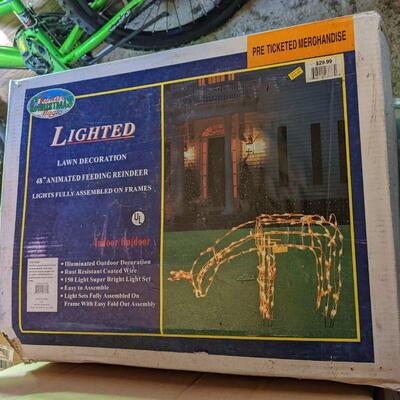 PRE TICKETED MERCHANDISE
$29.99
CHRISTMAS
LIGHTED
LAWN DECORATION
48" ANIMATED FEEDING REINDEER
LIGHTS FULLY ASSEMBLED ON FRAMES
UL
Indoor Outdoor
• Illuminated Outdoor Decoration
• Rust Resistant Coated Wire
• 150 Light Super Bright Light Set
• Easy to Assemble
• Light Sets Fully Assembled On
Frame With Easy Fold Out Assembly